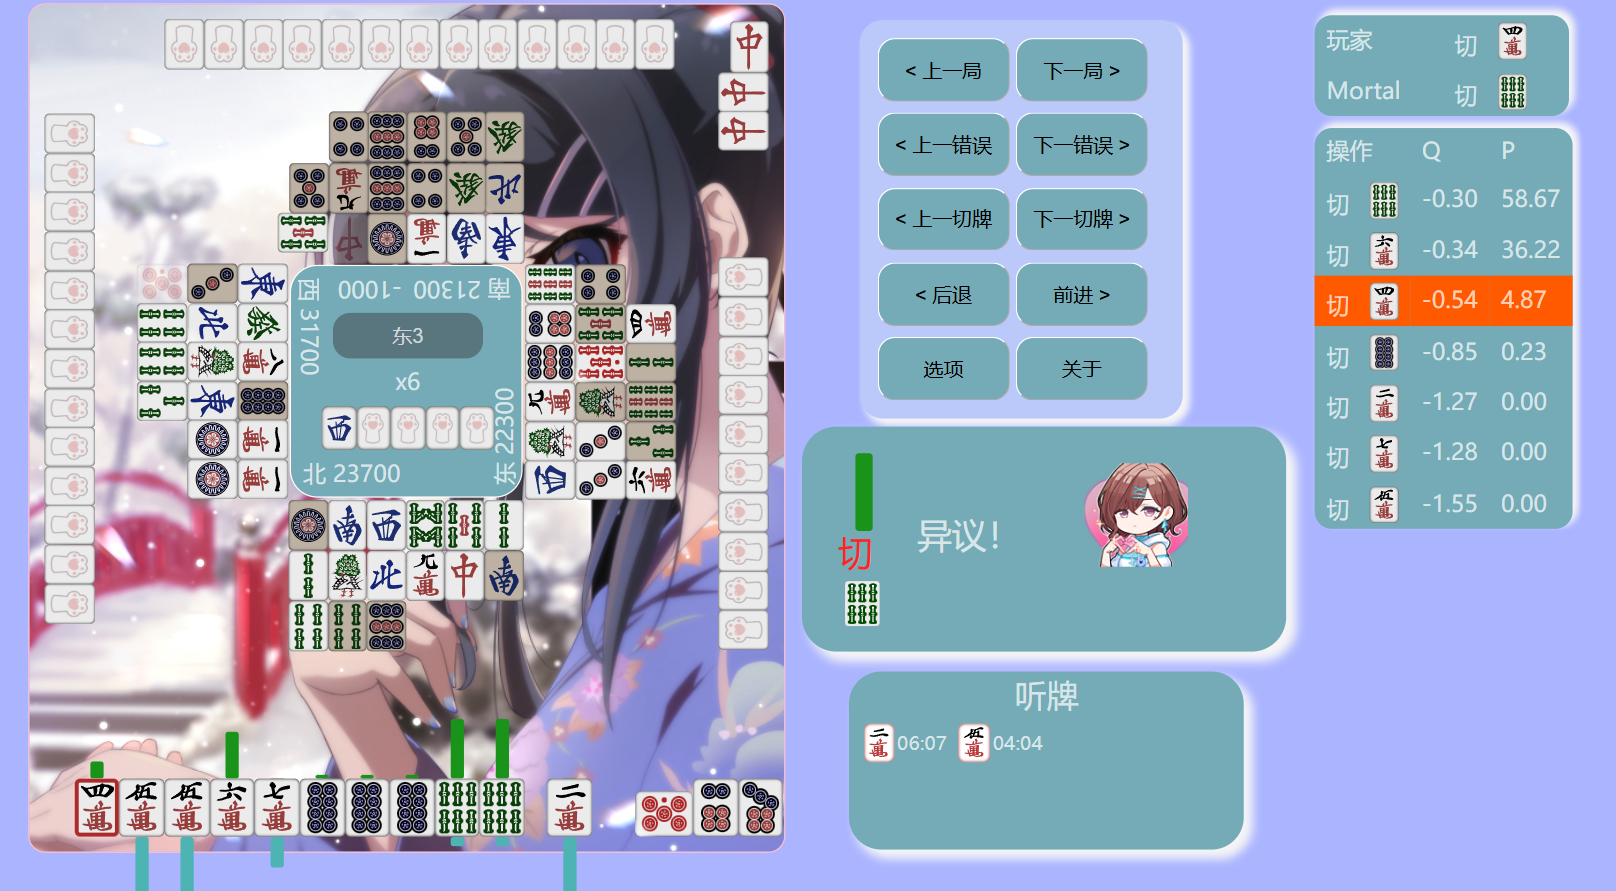 西 31700
南 21300 -1000
东3
x6
北 23700
东 22300
< 上一局
下一局 >
< 上一错误
下一错误 >
< 上一切牌
下一切牌 >
< 后退
前进 >
选项
关于
切
异议！
听牌
06:07
04:04
玩家 切
Mortal 切
操作 Q P
切 -0.30 58.67
切 -0.34 36.22
切 -0.54 4.87
切 -0.85 0.23
切 -1.27 0.00
切 -1.28 0.00
切 -1.55 0.00